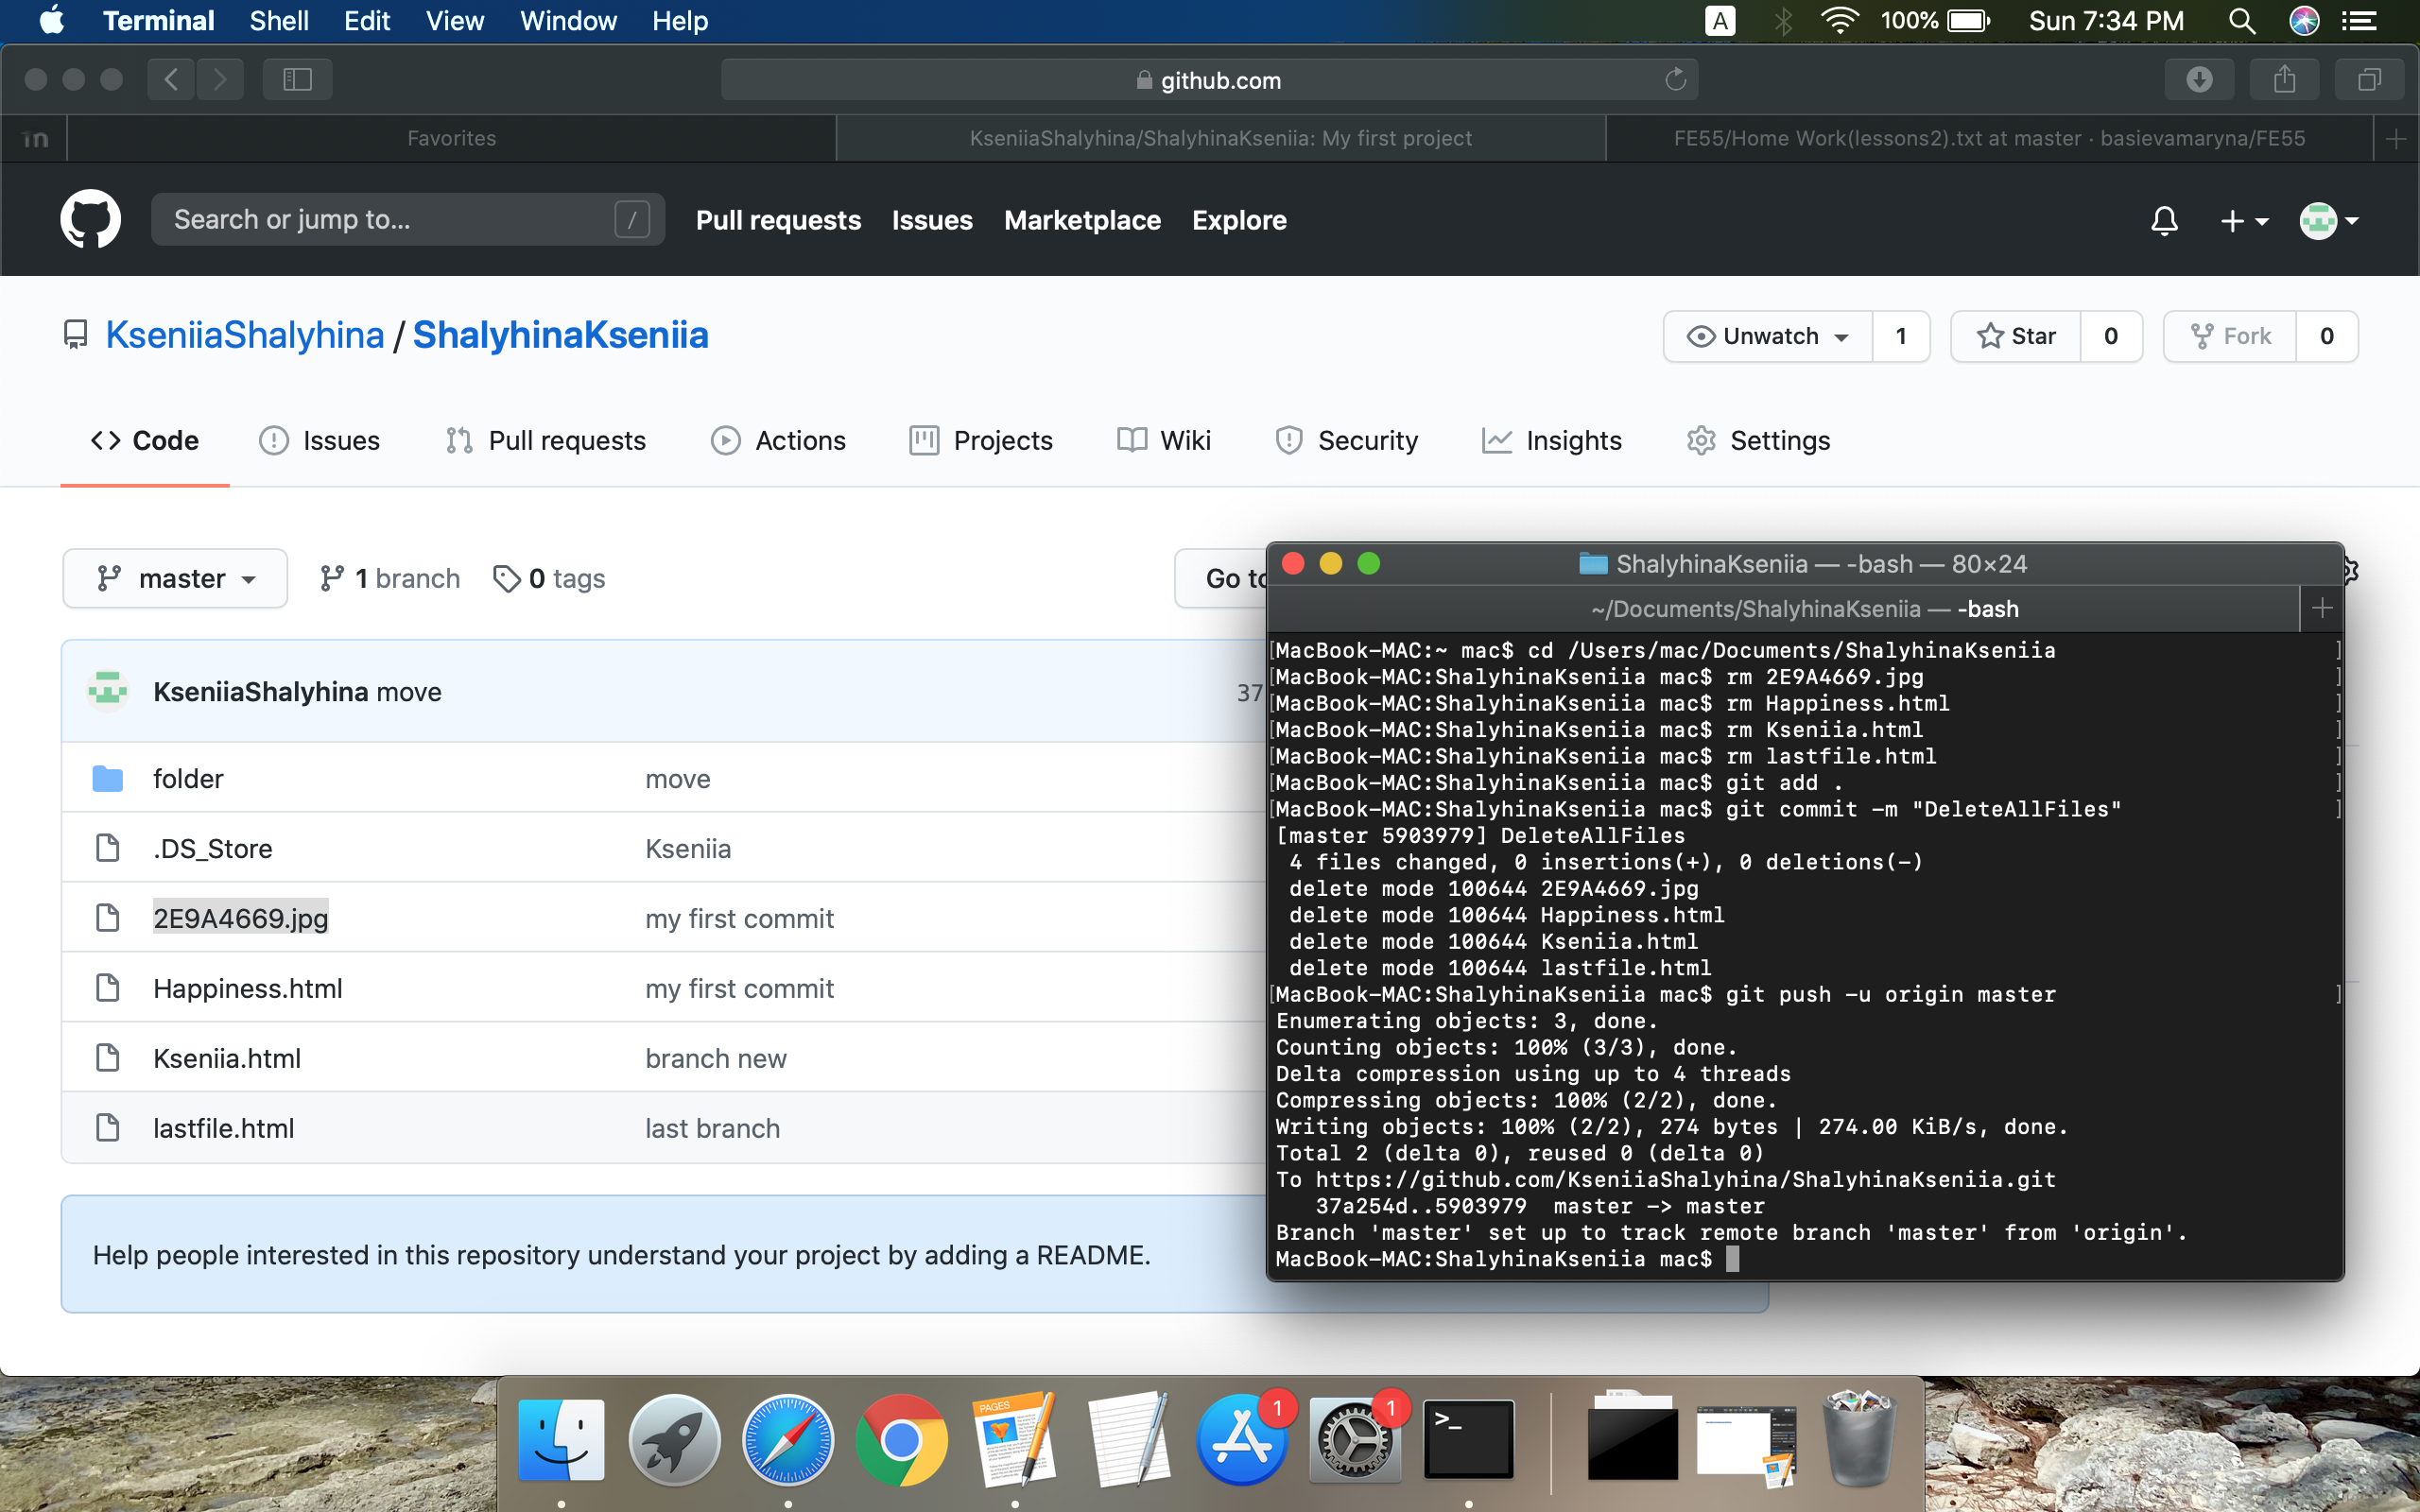 Terminal Shell Edit View Window Help A 100% Sun 7:34 PM
github.com
in Favorites KseniiaShalyhina/ShalyhinaKseniia: My first project FE55/Home Work(lessons2).txt at master · basievamaryna/FE55
Search or jump to... / Pull requests Issues Marketplace Explore
KseniiaShalyhina / ShalyhinaKseniia Unwatch 1 Star 0 Fork 0
Code Issues Pull requests Actions Projects Wiki Security Insights Settings
master 1 branch 0 tags Go to
KseniiaShalyhina move 37
folder move
.DS_Store Kseniia
2E9A4669.jpg my first commit
Happiness.html my first commit
Kseniia.html branch new
lastfile.html last branch
Help people interested in this repository understand your project by adding a README.
ShalyhinaKseniia — -bash — 80×24
~/Documents/ShalyhinaKseniia — -bash
[MacBook-MAC:~ mac$ cd /Users/mac/Documents/ShalyhinaKseniia ]
[MacBook-MAC:ShalyhinaKseniia mac$ rm 2E9A4669.jpg ]
[MacBook-MAC:ShalyhinaKseniia mac$ rm Happiness.html ]
[MacBook-MAC:ShalyhinaKseniia mac$ rm Kseniia.html ]
[MacBook-MAC:ShalyhinaKseniia mac$ rm lastfile.html ]
[MacBook-MAC:ShalyhinaKseniia mac$ git add . ]
[MacBook-MAC:ShalyhinaKseniia mac$ git commit -m "DeleteAllFiles" ]
[master 5903979] DeleteAllFiles
4 files changed, 0 insertions(+), 0 deletions(-)
delete mode 100644 2E9A4669.jpg
delete mode 100644 Happiness.html
delete mode 100644 Kseniia.html
delete mode 100644 lastfile.html
[MacBook-MAC:ShalyhinaKseniia mac$ git push -u origin master ]
Enumerating objects: 3, done.
Counting objects: 100% (3/3), done.
Delta compression using up to 4 threads
Compressing objects: 100% (2/2), done.
Writing objects: 100% (2/2), 274 bytes | 274.00 KiB/s, done.
Total 2 (delta 0), reused 0 (delta 0)
To https://github.com/KseniiaShalyhina/ShalyhinaKseniia.git
37a254d..5903979  master -> master
Branch 'master' set up to track remote branch 'master' from 'origin'.
MacBook-MAC:ShalyhinaKseniia mac$
PAGES 1 1 >_